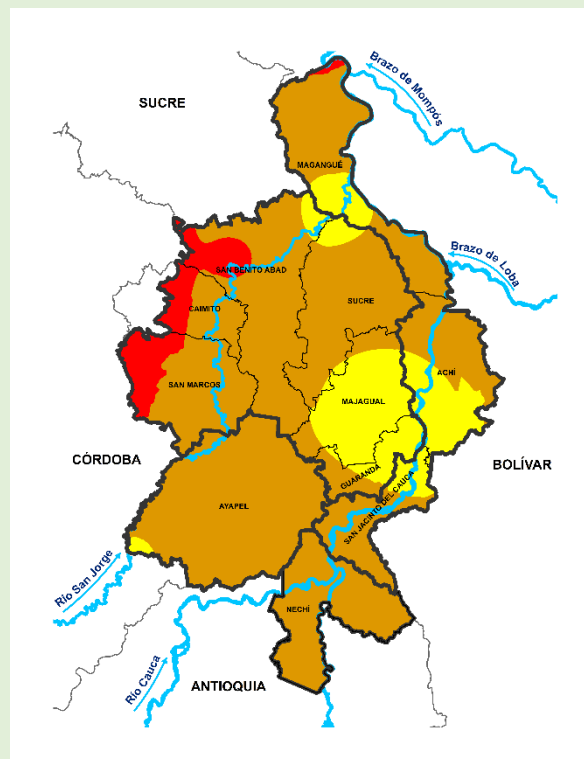 Brazo de Mompós
SUCRE
MAGANGUÉ
Brazo de Loba
SAN BENITO ABAD
CAIMITO
SUCRE
ACHÍ
SAN MARCOS
MAJAGUAL
CÓRDOBA
BOLÍVAR
GUARANDA
AYAPEL
SAN JACINTO DEL CAUCA
Río San Jorge
NECHÍ
Río Cauca
ANTIOQUIA